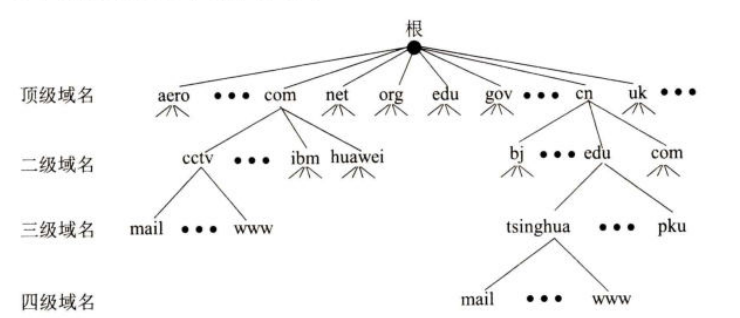 根
顶级域名 aero ••• com net org edu gov ••• cn uk •••
二级域名 cctv ••• ibm huawei bj ••• edu com
三级域名 mail ••• www tsinghua ••• pku
四级域名 mail ••• www